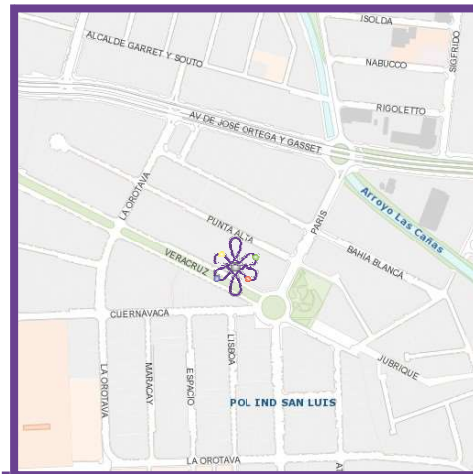 ISOLDA
ALCALDE GARRET Y SOUTO
NABUCCO
SIGFRIDO
RIGOLETTO
AV DE JOSÉ ORTEGA Y GASSET
LA OROTAVA
PUNTA ALTA
PARIS
Arroyo Las Cañas
VERACRUZ
BAHIA BLANCA
CUERNAVACA
LISBOA
JUBRIQUE
LA OROTAVA
MARACAY
ESPACIO
POL IND SAN LUIS
LA OROTAVA